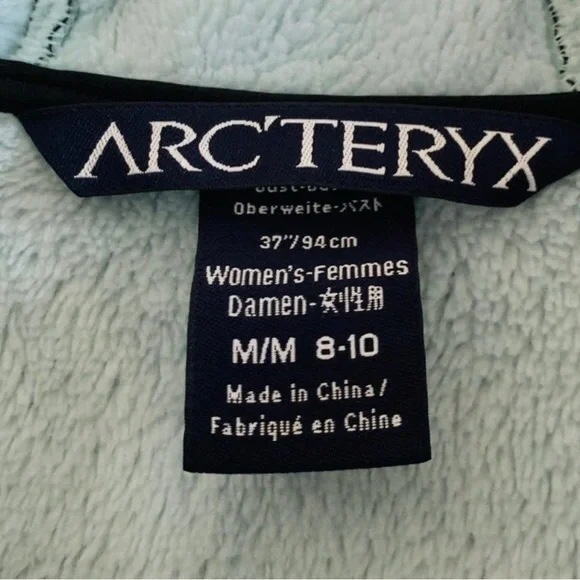 ARC'TERYX
Oberweite-バスト
37"/94cm
Women's-Femmes
Damen-女性用
M/M 8-10
Made in China/
Fabriqué en Chine